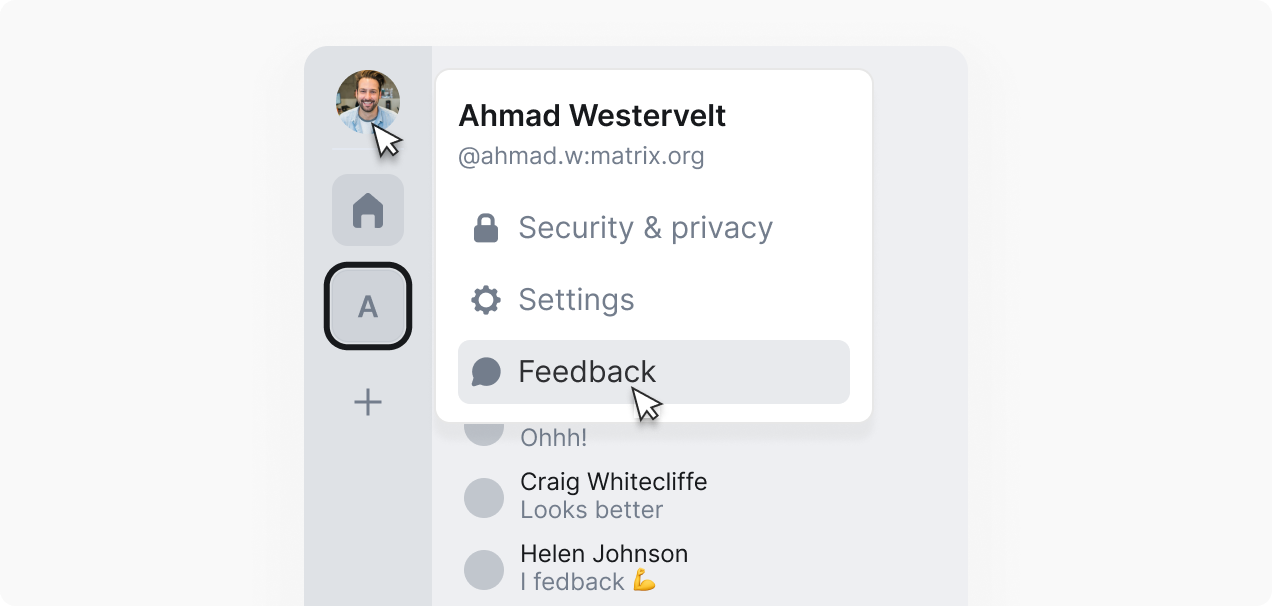 Ahmad Westervelt
@ahmad.w:matrix.org
Security & privacy
Settings
A
Feedback
Ohhh!
Craig Whitecliffe
Looks better
Helen Johnson
I fedback 💪